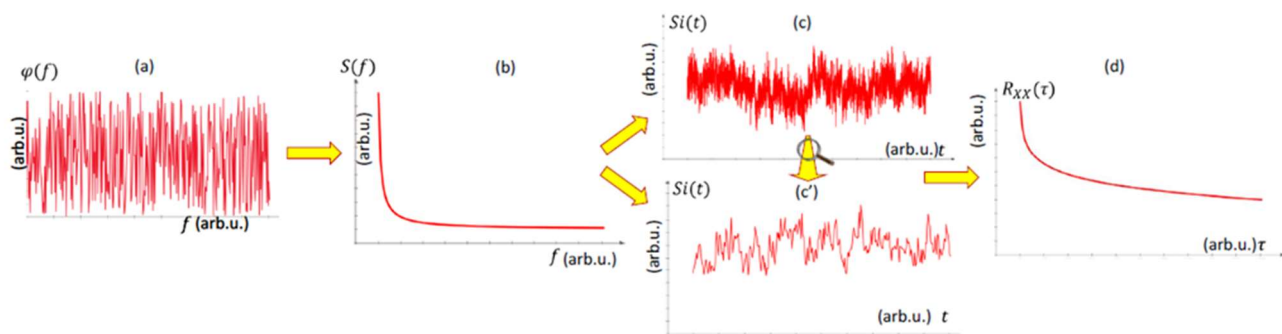 φ(f)
(a)
(arb.u.)
f (arb.u.)
S(f)
(b)
(arb.u.)
f (arb.u.)
Si(t)
(c)
(arb.u.)
(arb.u.) t
Si(t)
(c’)
(arb.u.)
(arb.u.) t
(d)
R_XX(τ)
(arb.u.)
(arb.u.) τ